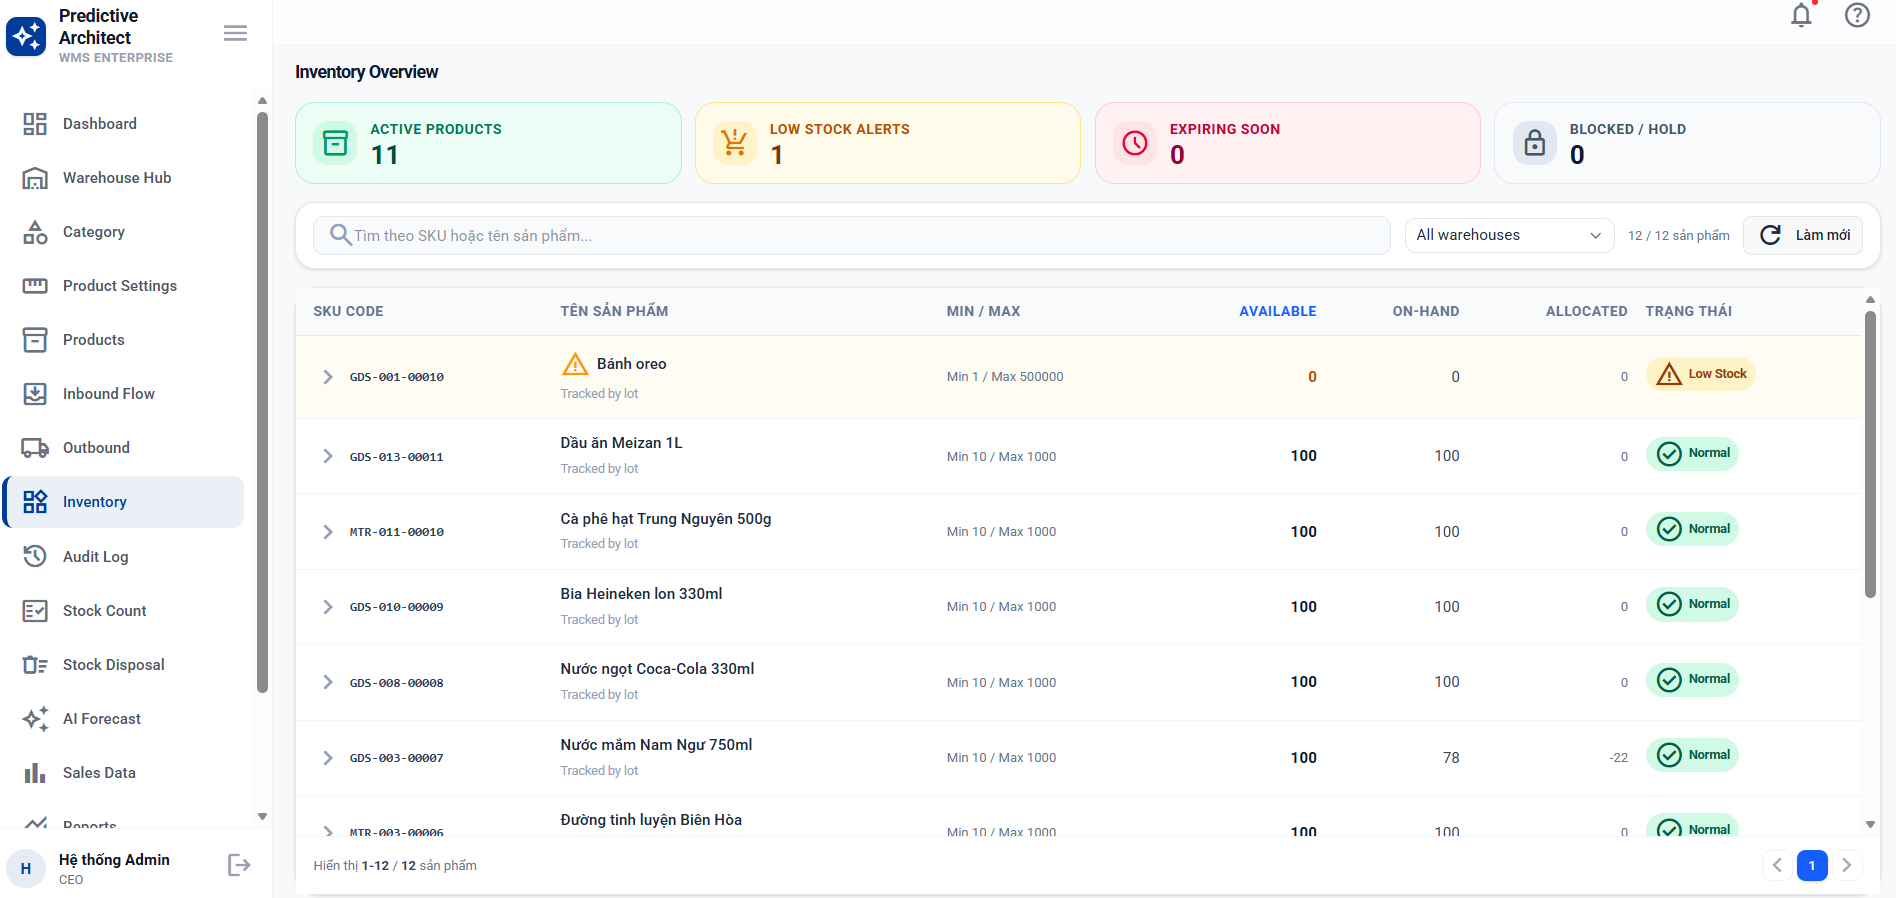 Predictive
Architect
WMS ENTERPRISE
Dashboard
Warehouse Hub
Category
Product Settings
Products
Inbound Flow
Outbound
Inventory
Audit Log
Stock Count
Stock Disposal
AI Forecast
Sales Data
Reports
H
Hệ thống Admin
CEO
Inventory Overview
ACTIVE PRODUCTS
11
LOW STOCK ALERTS
1
EXPIRING SOON
0
BLOCKED / HOLD
0
Tìm theo SKU hoặc tên sản phẩm...
All warehouses
12 / 12 sản phẩm
Làm mới
SKU CODE TÊN SẢN PHẨM MIN / MAX AVAILABLE ON-HAND ALLOCATED TRẠNG THÁI
GDS-001-00010 Bánh oreo Min 1 / Max 500000 0 0 0 Low Stock
Tracked by lot
GDS-013-00011 Dầu ăn Meizan 1L Min 10 / Max 1000 100 100 0 Normal
Tracked by lot
MTR-011-00010 Cà phê hạt Trung Nguyên 500g Min 10 / Max 1000 100 100 0 Normal
Tracked by lot
GDS-010-00009 Bia Heineken lon 330ml Min 10 / Max 1000 100 100 0 Normal
Tracked by lot
GDS-008-00008 Nước ngọt Coca-Cola 330ml Min 10 / Max 1000 100 100 0 Normal
Tracked by lot
GDS-003-00007 Nước mắm Nam Ngư 750ml Min 10 / Max 1000 100 78 -22 Normal
Tracked by lot
MTR-003-00006 Đường tinh luyện Biên Hòa Min 10 / Max 1000 100 100 0 Normal
Hiển thị 1-12 / 12 sản phẩm
1